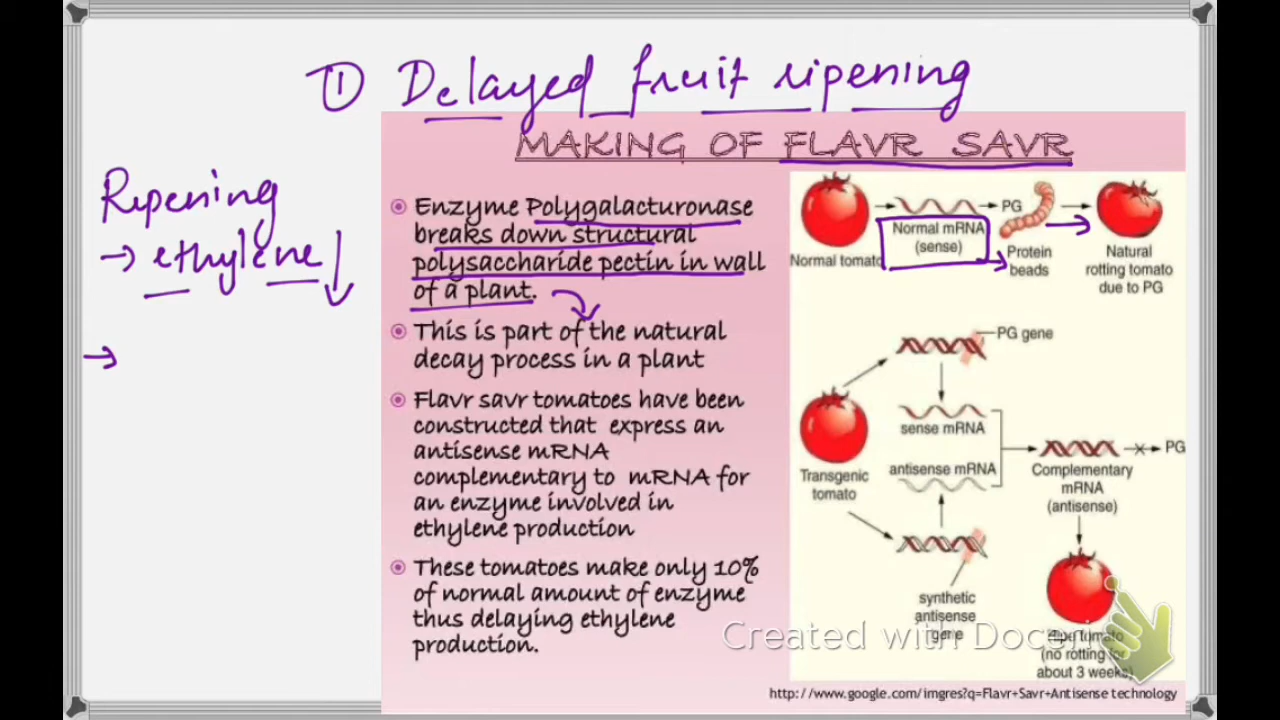 ① Delayed fruit ripening
MAKING OF FLAVR SAVR
Ripening
→ ethylene ↓
→
Enzyme Polygalacturonase
breaks down structural
polysaccharide pectin in wall
of a plant.
This is part of the natural
decay process in a plant
Flavr savr tomatoes have been
constructed that express an
antisense mRNA
complementary to mRNA for
an enzyme involved in
ethylene production
These tomatoes make only 10%
of normal amount of enzyme
thus delaying ethylene
production.
Normal tomato
Normal mRNA
(sense)
PG
Protein
beads
Natural
rotting tomato
due to PG
PG gene
sense mRNA
antisense mRNA
Transgenic
tomato
Complementary
mRNA
(antisense)
PG
synthetic
antisense
gene
Ripe tomato
(no rotting for
about 3 weeks)
Created with Doceri
http://www.google.com/imgres?q=Flavr+Savr+Antisense technology